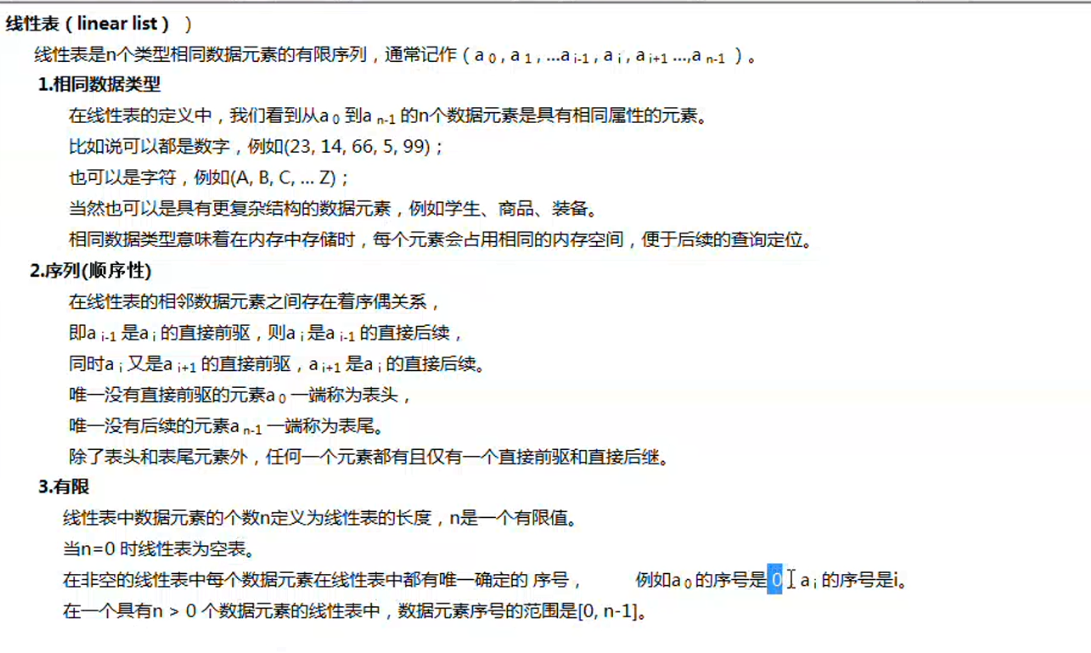 线性表（linear list） ）
线性表是n个类型相同数据元素的有限序列，通常记作（a 0 , a 1 , ...a i-1 , a i , a i+1 ...,a n-1 ）。
1.相同数据类型
在线性表的定义中，我们看到从a 0 到a n-1 的n个数据元素是具有相同属性的元素。
比如说可以都是数字，例如(23, 14, 66, 5, 99)；
也可以是字符，例如(A, B, C, ... Z)；
当然也可以是具有更复杂结构的数据元素，例如学生、商品、装备。
相同数据类型意味着在内存中存储时，每个元素会占用相同的内存空间，便于后续的查询定位。
2.序列(顺序性)
在线性表的相邻数据元素之间存在着序偶关系，
即a i-1 是a i 的直接前驱，则a i 是a i-1 的直接后续，
同时a i 又是a i+1 的直接前驱，a i+1 是a i 的直接后续。
唯一没有直接前驱的元素a 0 一端称为表头，
唯一没有后续的元素a n-1 一端称为表尾。
除了表头和表尾元素外，任何一个元素都有且仅有一个直接前驱和直接后继。
3.有限
线性表中数据元素的个数n定义为线性表的长度，n是一个有限值。
当n=0 时线性表为空表。
在非空的线性表中每个数据元素在线性表中都有唯一确定的 序号， 例如a 0 的序号是 0 a i 的序号是i。
在一个具有n > 0 个数据元素的线性表中，数据元素序号的范围是[0, n-1]。